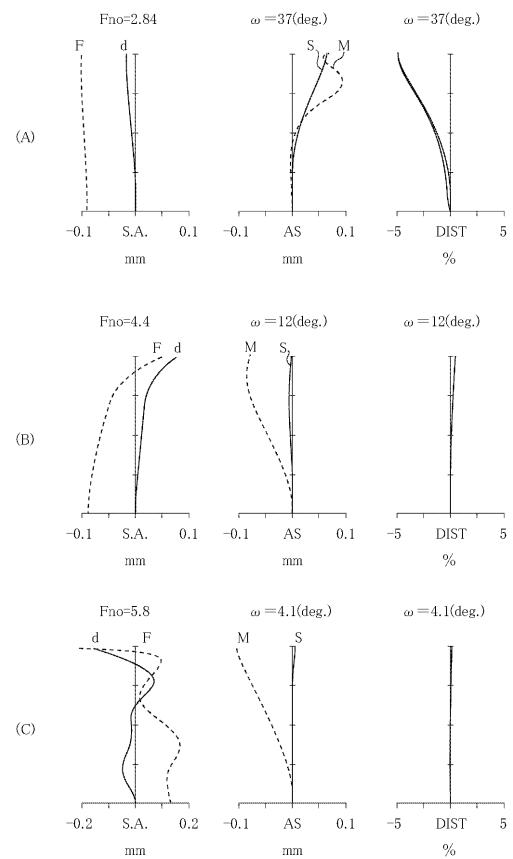 Fno=2.84 ω=37(deg.) ω=37(deg.)
F d S M
(A)
-0.1 S.A. 0.1 -0.1 AS 0.1 -5 DIST 5
mm mm %
Fno=4.4 ω=12(deg.) ω=12(deg.)
F d M S
(B)
-0.1 S.A. 0.1 -0.1 AS 0.1 -5 DIST 5
mm mm %
Fno=5.8 ω=4.1(deg.) ω=4.1(deg.)
d F M S
(C)
-0.2 S.A. 0.2 -0.1 AS 0.1 -5 DIST 5
mm mm %